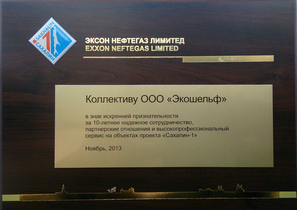 ЭКСОН НЕФТЕГАЗ ЛИМИТЕД
EXXON NEFTEGAS LIMITED
Коллективу ООО «Экошельф»
в знак искренней признательности
за 10-летнее надежное сотрудничество,
партнерские отношения и высокопрофессиональный
сервис на объектах проекта «Сахалин-1»
Ноябрь, 2013